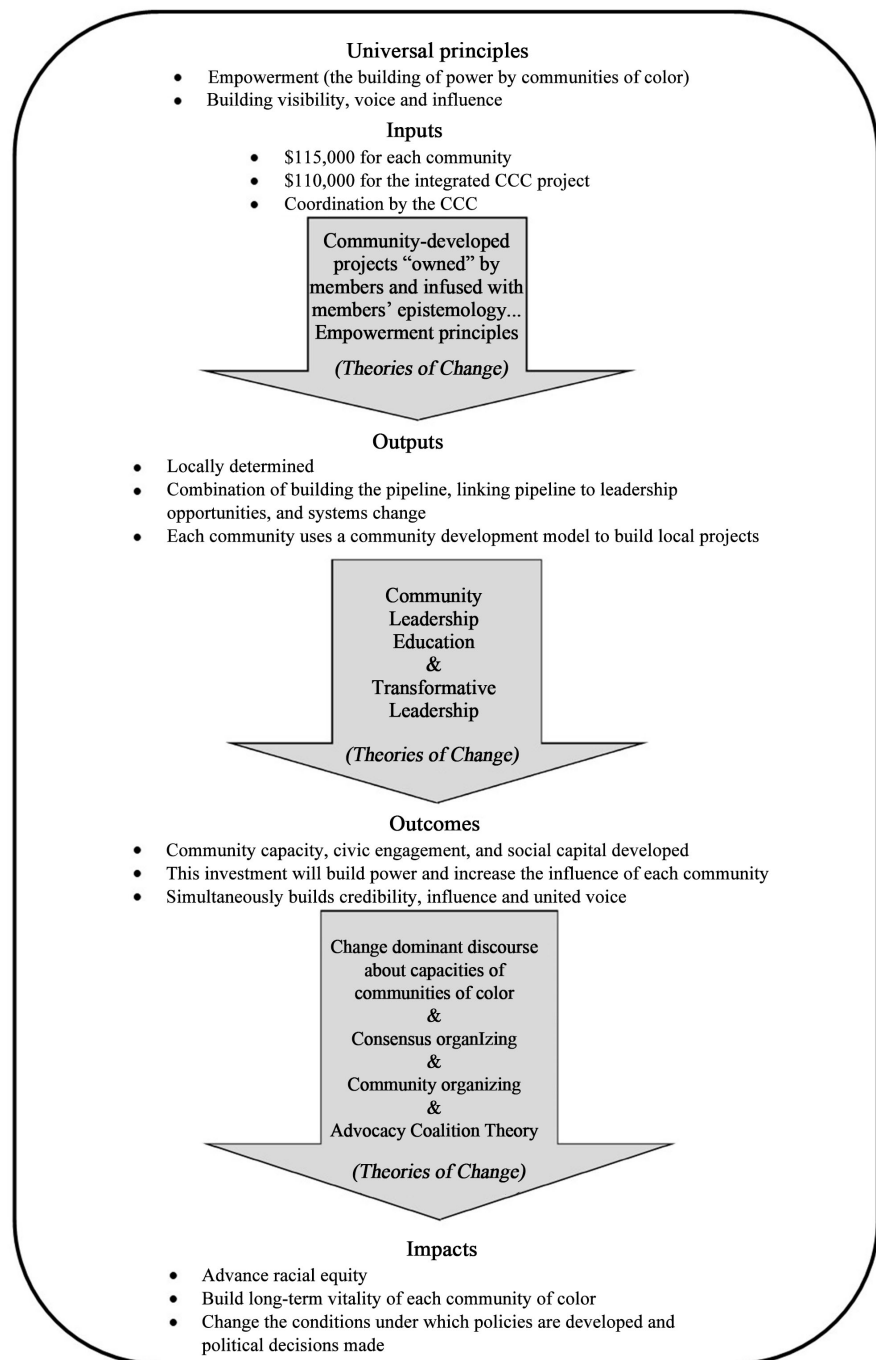 Universal principles
• Empowerment (the building of power by communities of color)
• Building visibility, voice and influence
Inputs
• $115,000 for each community
• $110,000 for the integrated CCC project
• Coordination by the CCC
Community-developed
projects “owned” by
members and infused with
members’ epistemology...
Empowerment principles
(Theories of Change)
Outputs
• Locally determined
• Combination of building the pipeline, linking pipeline to leadership
opportunities, and systems change
• Each community uses a community development model to build local projects
Community
Leadership
Education
&
Transformative
Leadership
(Theories of Change)
Outcomes
• Community capacity, civic engagement, and social capital developed
• This investment will build power and increase the influence of each community
• Simultaneously builds credibility, influence and united voice
Change dominant discourse
about capacities of
communities of color
&
Consensus organIzing
&
Community organizing
&
Advocacy Coalition Theory
(Theories of Change)
Impacts
• Advance racial equity
• Build long-term vitality of each community of color
• Change the conditions under which policies are developed and
political decisions made